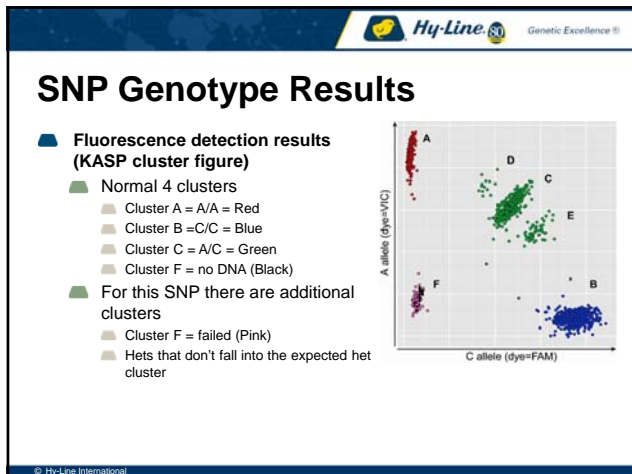 Hy-Line 80 Genetic Excellence ®
SNP Genotype Results
Fluorescence detection results
(KASP cluster figure)
Normal 4 clusters
Cluster A = A/A = Red
Cluster B =C/C = Blue
Cluster C = A/C = Green
Cluster F = no DNA (Black)
For this SNP there are additional
clusters
Cluster F = failed (Pink)
Hets that don't fall into the expected het
cluster
A
D
C
E
F
B
A allele (dye=VIC)
C allele (dye=FAM)
© Hy-Line International